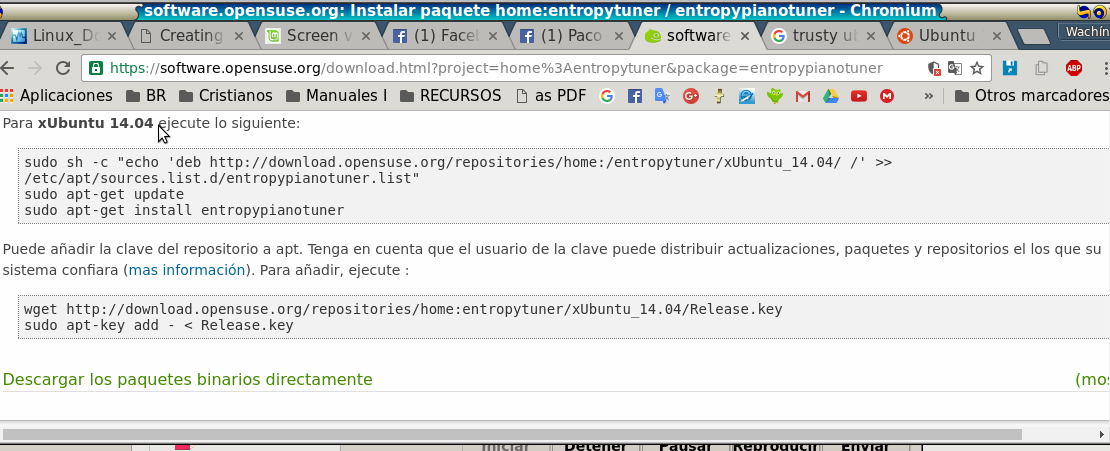 software.opensuse.org: Instalar paquete home:entropytuner / entropypianotuner - Chromium
Linux_Do
Creating
Screen v
(1) Faceb
(1) Paco
software
trusty ub
Ubuntu
Wachín
https://software.opensuse.org/download.html?project=home%3Aentropytuner&package=entropypianotuner
ABP
Aplicaciones BR Cristianos Manuales I RECURSOS as PDF » Otros marcadores
Para xUbuntu 14.04 ejecute lo siguiente:
sudo sh -c "echo 'deb http://download.opensuse.org/repositories/home:/entropytuner/xUbuntu_14.04/ /' >>
/etc/apt/sources.list.d/entropypianotuner.list"
sudo apt-get update
sudo apt-get install entropypianotuner
Puede añadir la clave del repositorio a apt. Tenga en cuenta que el usuario de la clave puede distribuir actualizaciones, paquetes y repositorios el los que su
sistema confiara (mas información). Para añadir, ejecute :
wget http://download.opensuse.org/repositories/home:entropytuner/xUbuntu_14.04/Release.key
sudo apt-key add - < Release.key
Descargar los paquetes binarios directamente (mos
Iniciar Detener Pausar Reproducir Enviar